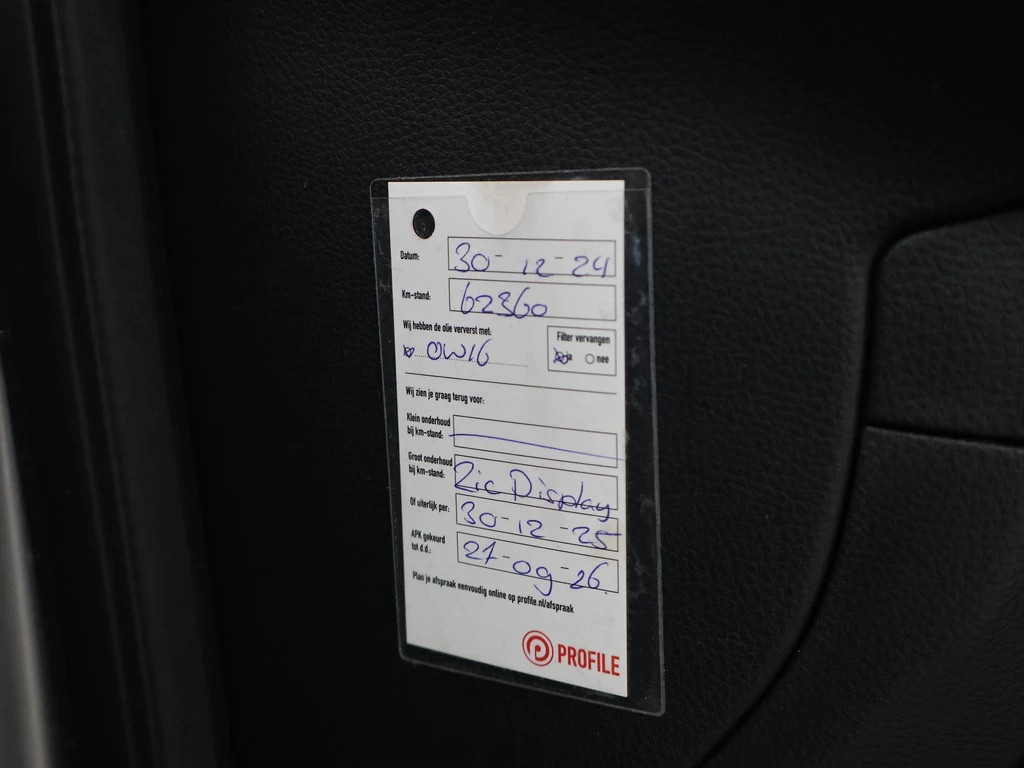 Datum: 30-12-24
Km-stand: 62360
Wij hebben de olie ververst met:
Filter vervangen
OW16
ja nee
Wij zien je graag terug voor:
Klein onderhoud
bij km-stand:
Groot onderhoud
bij km-stand: Zie Display
Of uiterlijk per: 30-12-25
APK gekeurd
tot d.d.: 27-09-26
Plan je afspraak eenvoudig online op profile.nl/afspraak
PROFILE